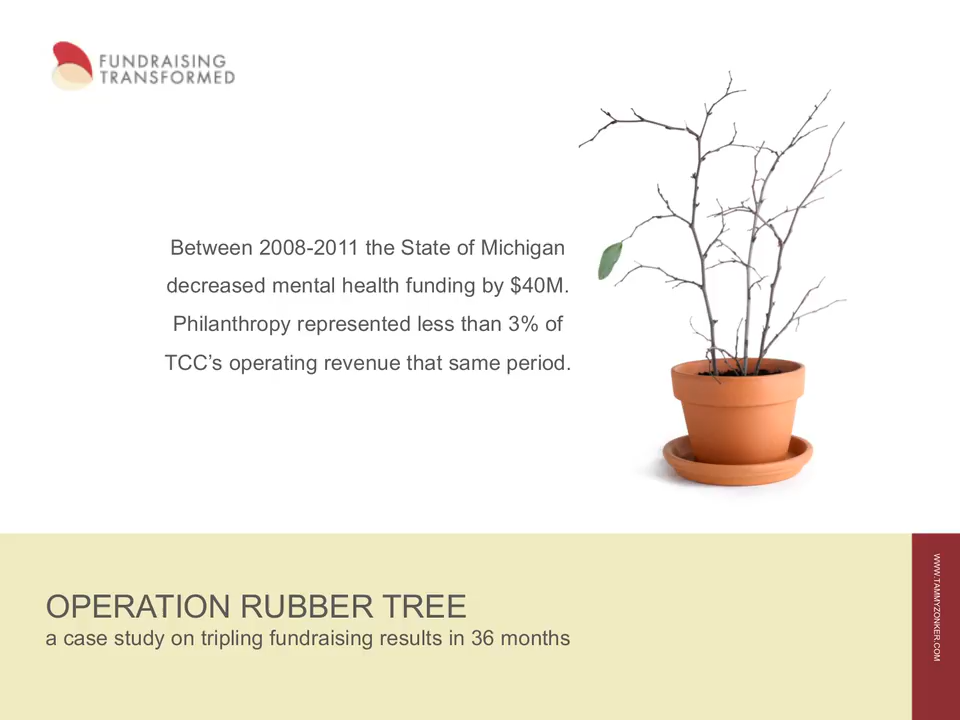 FUNDRAISING
TRANSFORMED
Between 2008-2011 the State of Michigan
decreased mental health funding by $40M.
Philanthropy represented less than 3% of
TCC’s operating revenue that same period.
OPERATION RUBBER TREE
a case study on tripling fundraising results in 36 months
WWW.TAMMYZONKER.COM